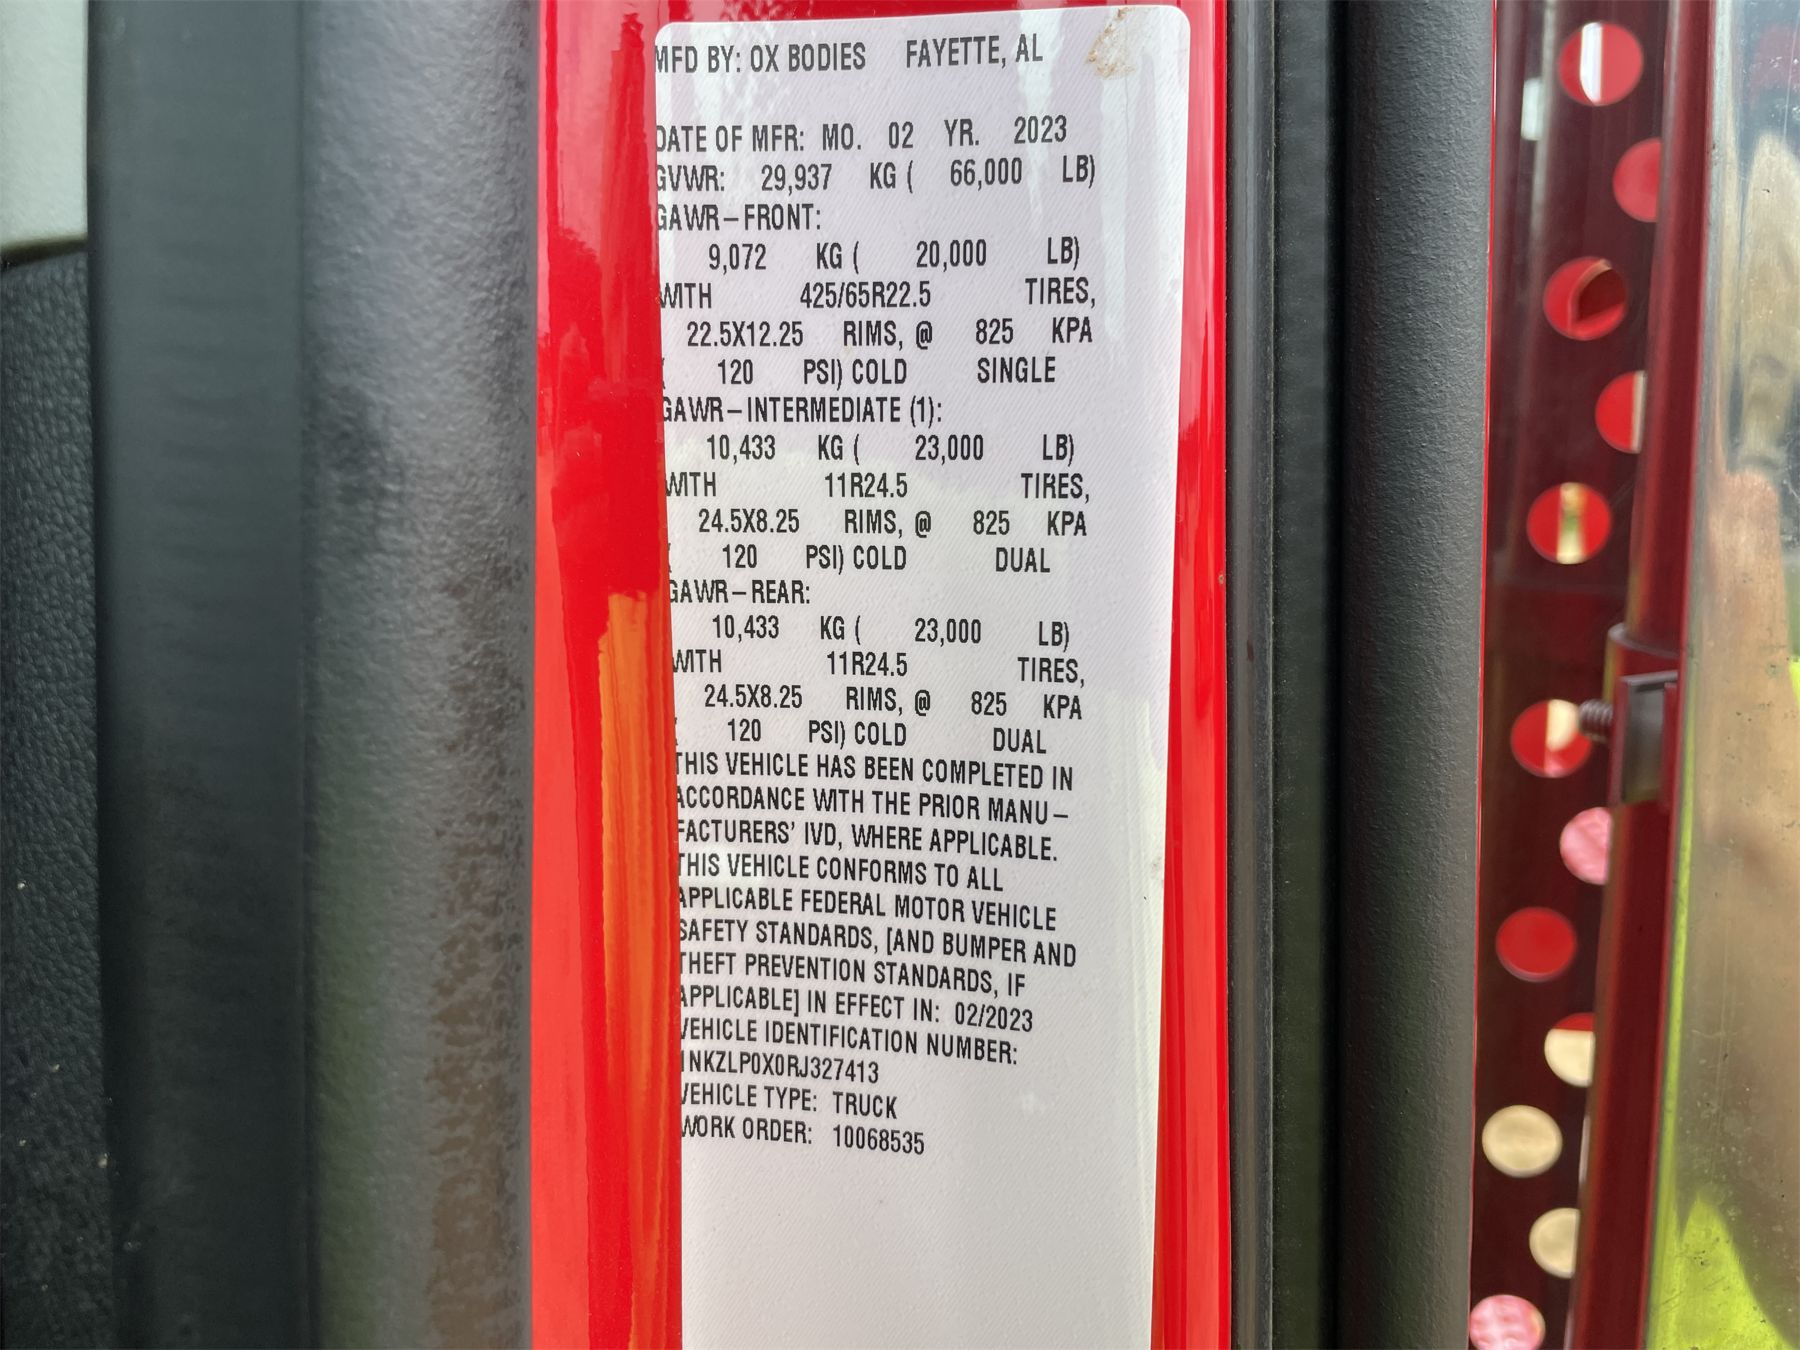 MFD BY: OX BODIES FAYETTE, AL
DATE OF MFR: MO. 02 YR. 2023
GVWR: 29,937 KG ( 66,000 LB)
GAWR-FRONT:
9,072 KG ( 20,000 LB)
WITH 425/65R22.5 TIRES,
22.5X12.25 RIMS, @ 825 KPA
( 120 PSI) COLD SINGLE
GAWR-INTERMEDIATE (1):
10,433 KG ( 23,000 LB)
WITH 11R24.5 TIRES,
24.5X8.25 RIMS, @ 825 KPA
( 120 PSI) COLD DUAL
GAWR-REAR:
10,433 KG ( 23,000 LB)
WITH 11R24.5 TIRES,
24.5X8.25 RIMS, @ 825 KPA
( 120 PSI) COLD DUAL
THIS VEHICLE HAS BEEN COMPLETED IN
ACCORDANCE WITH THE PRIOR MANU-
FACTURERS' IVD, WHERE APPLICABLE.
THIS VEHICLE CONFORMS TO ALL
APPLICABLE FEDERAL MOTOR VEHICLE
SAFETY STANDARDS, [AND BUMPER AND
THEFT PREVENTION STANDARDS, IF
APPLICABLE] IN EFFECT IN: 02/2023
VEHICLE IDENTIFICATION NUMBER:
1NKZLP0X0RJ327413
VEHICLE TYPE: TRUCK
WORK ORDER: 10068535